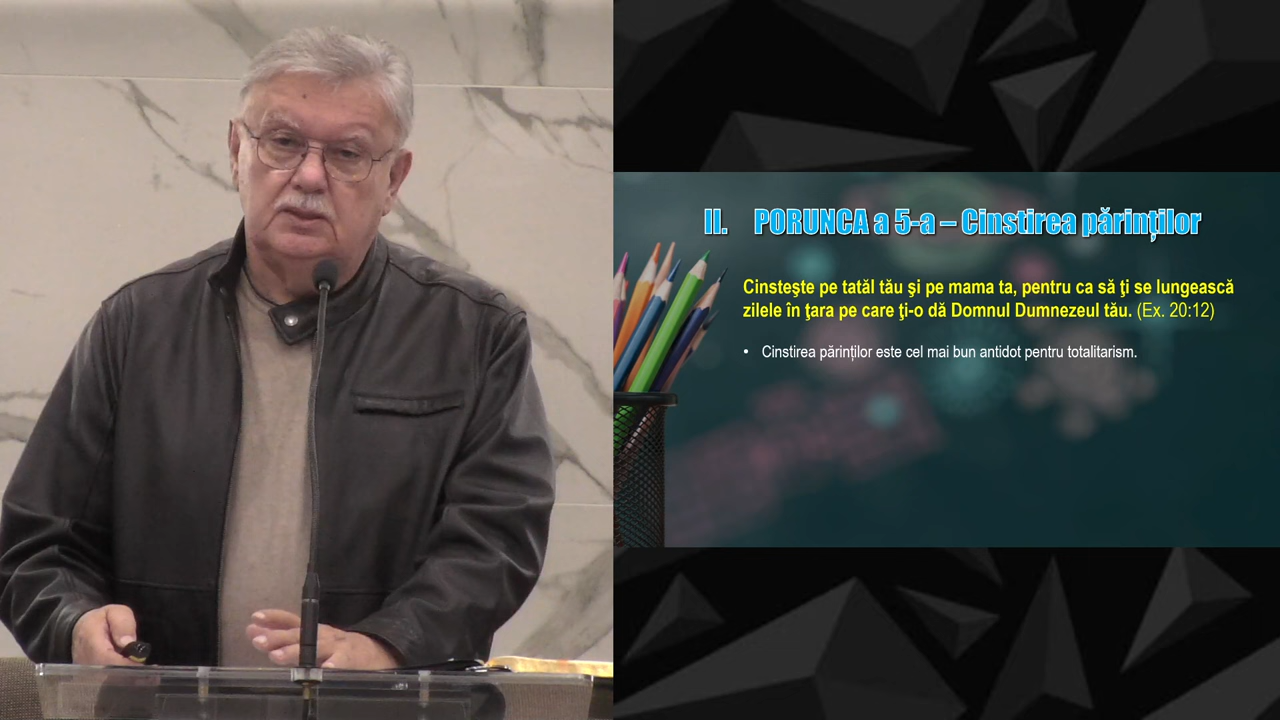 II. PORUNCA a 5-a – Cinstirea părinților
Cinsteşte pe tatăl tău şi pe mama ta, pentru ca să ţi se lungească
zilele în ţara pe care ţi-o dă Domnul Dumnezeul tău. (Ex. 20:12)
• Cinstirea părinților este cel mai bun antidot pentru totalitarism.